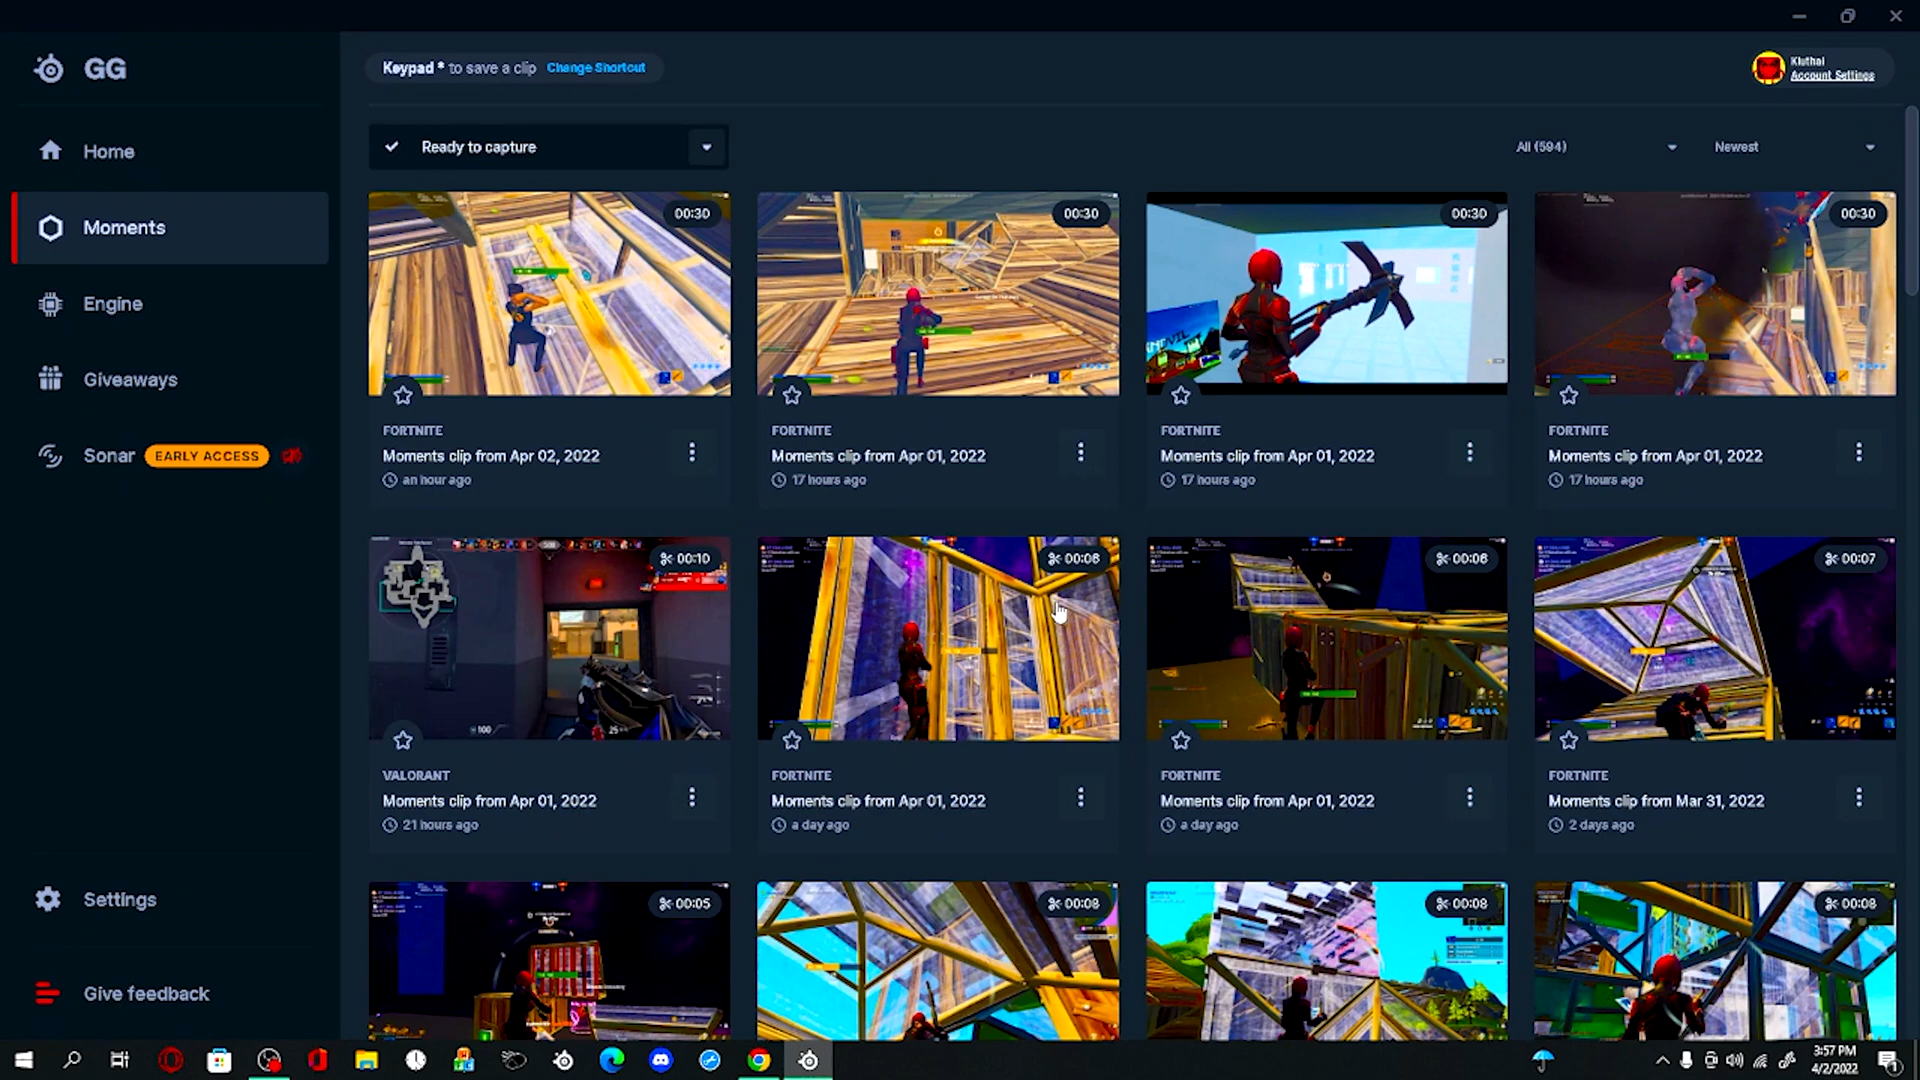 GG
Keypad * to save a clip Change Shortcut
Kluthai
Account Settings
Home
Moments
Engine
Giveaways
Sonar EARLY ACCESS
Settings
Give feedback
Ready to capture
All (594)
Newest
00:30
00:30
00:30
00:30
FORTNITE
Moments clip from Apr 02, 2022
an hour ago
FORTNITE
Moments clip from Apr 01, 2022
17 hours ago
FORTNITE
Moments clip from Apr 01, 2022
17 hours ago
FORTNITE
Moments clip from Apr 01, 2022
17 hours ago
00:10
00:08
00:06
00:07
100
25
VALORANT
Moments clip from Apr 01, 2022
21 hours ago
FORTNITE
Moments clip from Apr 01, 2022
a day ago
FORTNITE
Moments clip from Apr 01, 2022
a day ago
FORTNITE
Moments clip from Mar 31, 2022
2 days ago
00:05
00:08
00:08
00:08
3:57 PM
4/2/2022